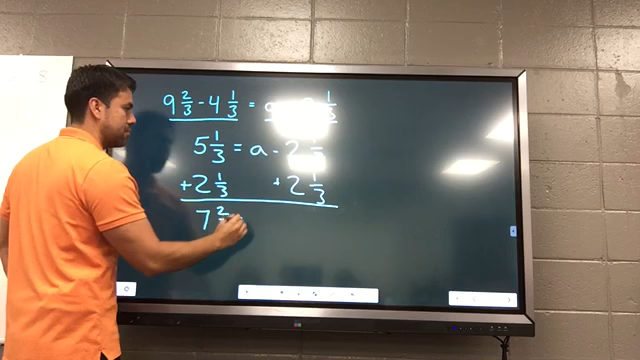 9 2/3 - 4 1/3 = 1/3
5 1/3 = a - 2
+ 2 1/3 + 2 1/3
7 2